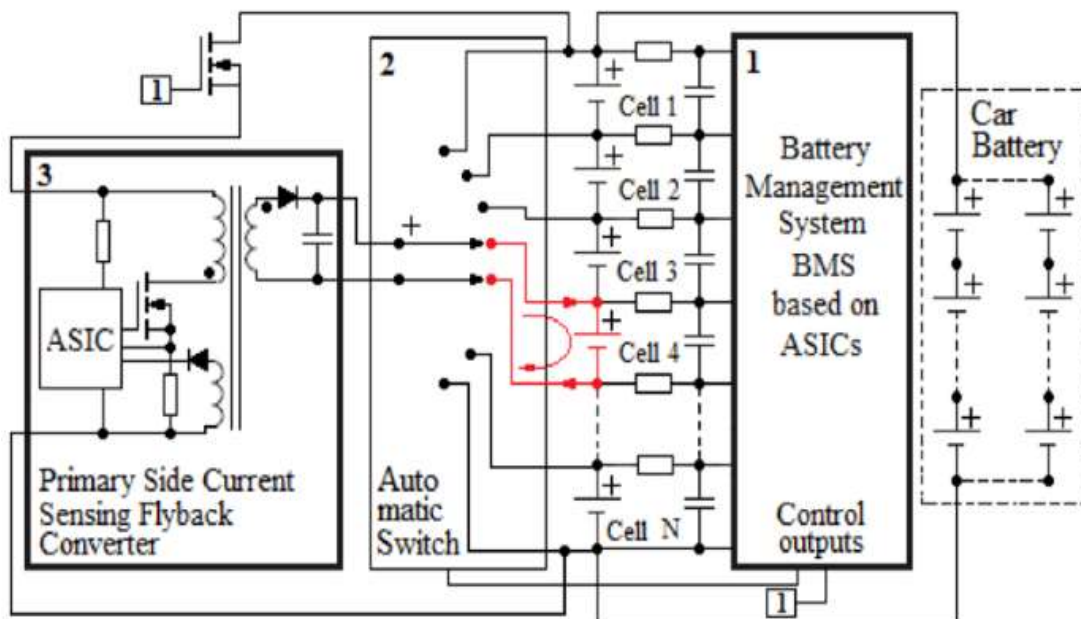 1
2
+
Cell 1
+
Cell 2
+
Cell 3
+
Cell 4
+
Cell N
1
Battery
Management
System
BMS
based on
ASICs
Control
outputs
Car
Battery
+
+
+
+
+
+
3
+
ASIC
Primary Side Current
Sensing Flyback
Converter
Auto
matic
Switch
1